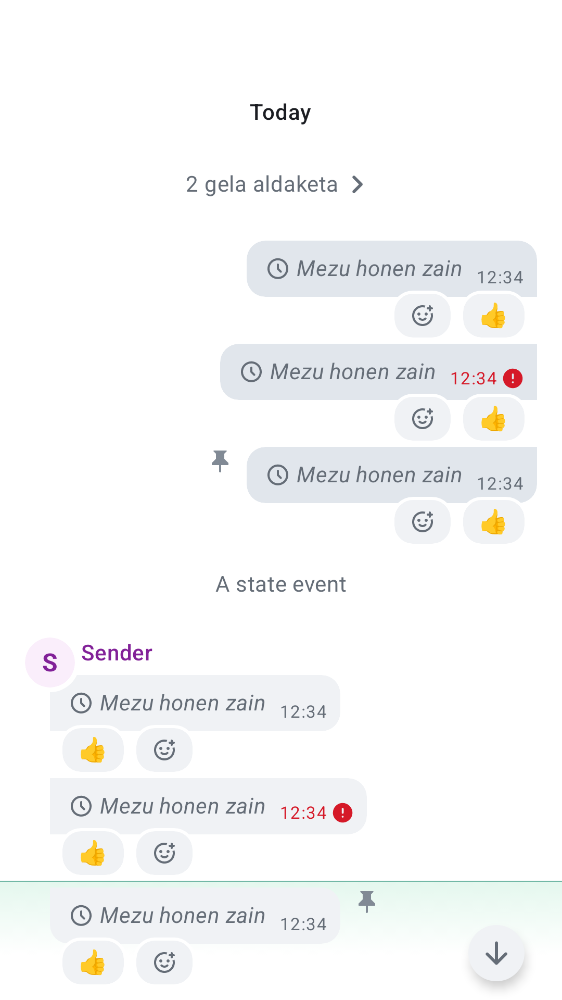 Today
2 gela aldaketa
Mezu honen zain 12:34
👍
Mezu honen zain 12:34
👍
Mezu honen zain 12:34
👍
A state event
S Sender
Mezu honen zain 12:34
👍
Mezu honen zain 12:34
👍
Mezu honen zain 12:34
👍